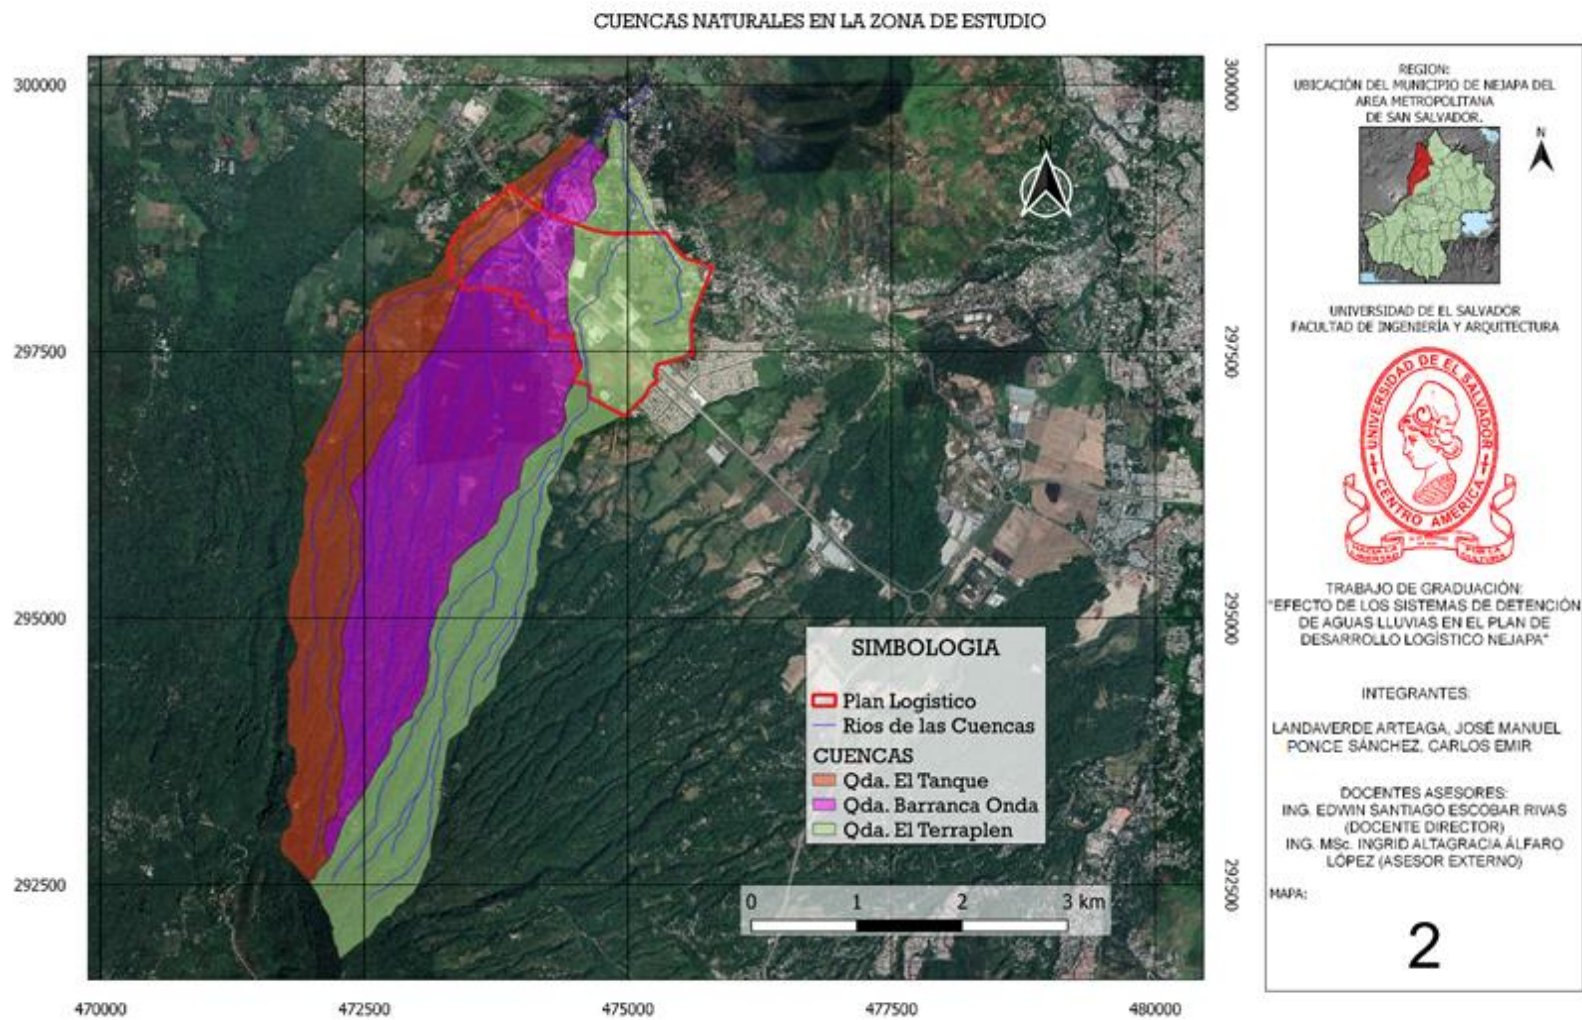 CUENCAS NATURALES EN LA ZONA DE ESTUDIO
300000
297500
295000
292500
470000
472500
475000
477500
480000
300000
297500
295000
292500
N
SIMBOLOGIA
Plan Logistico
Rios de las Cuencas
CUENCAS
Qda. El Tanque
Qda. Barranca Onda
Qda. El Terraplen
0 1 2 3 km
REGION:
UBICACIÓN DEL MUNICIPIO DE NEJAPA DEL
AREA METROPOLITANA
DE SAN SALVADOR.
N
UNIVERSIDAD DE EL SALVADOR
FACULTAD DE INGENIERÍA Y ARQUITECTURA
UNIVERSIDAD DE EL SALVADOR
CENTRO AMERICA
HACIA LA
LIBERTAD
POR LA
CULTURA
TRABAJO DE GRADUACIÓN:
"EFECTO DE LOS SISTEMAS DE DETENCIÓN
DE AGUAS LLUVIAS EN EL PLAN DE
DESARROLLO LOGÍSTICO NEJAPA"
INTEGRANTES:
LANDAVERDE ARTEAGA, JOSÉ MANUEL
PONCE SÁNCHEZ, CARLOS EMIR
DOCENTES ASESORES:
ING. EDWIN SANTIAGO ESCOBAR RIVAS
(DOCENTE DIRECTOR)
ING. MSc. INGRID ALTAGRACIA ÁLFARO
LÓPEZ (ASESOR EXTERNO)
MAPA:
2